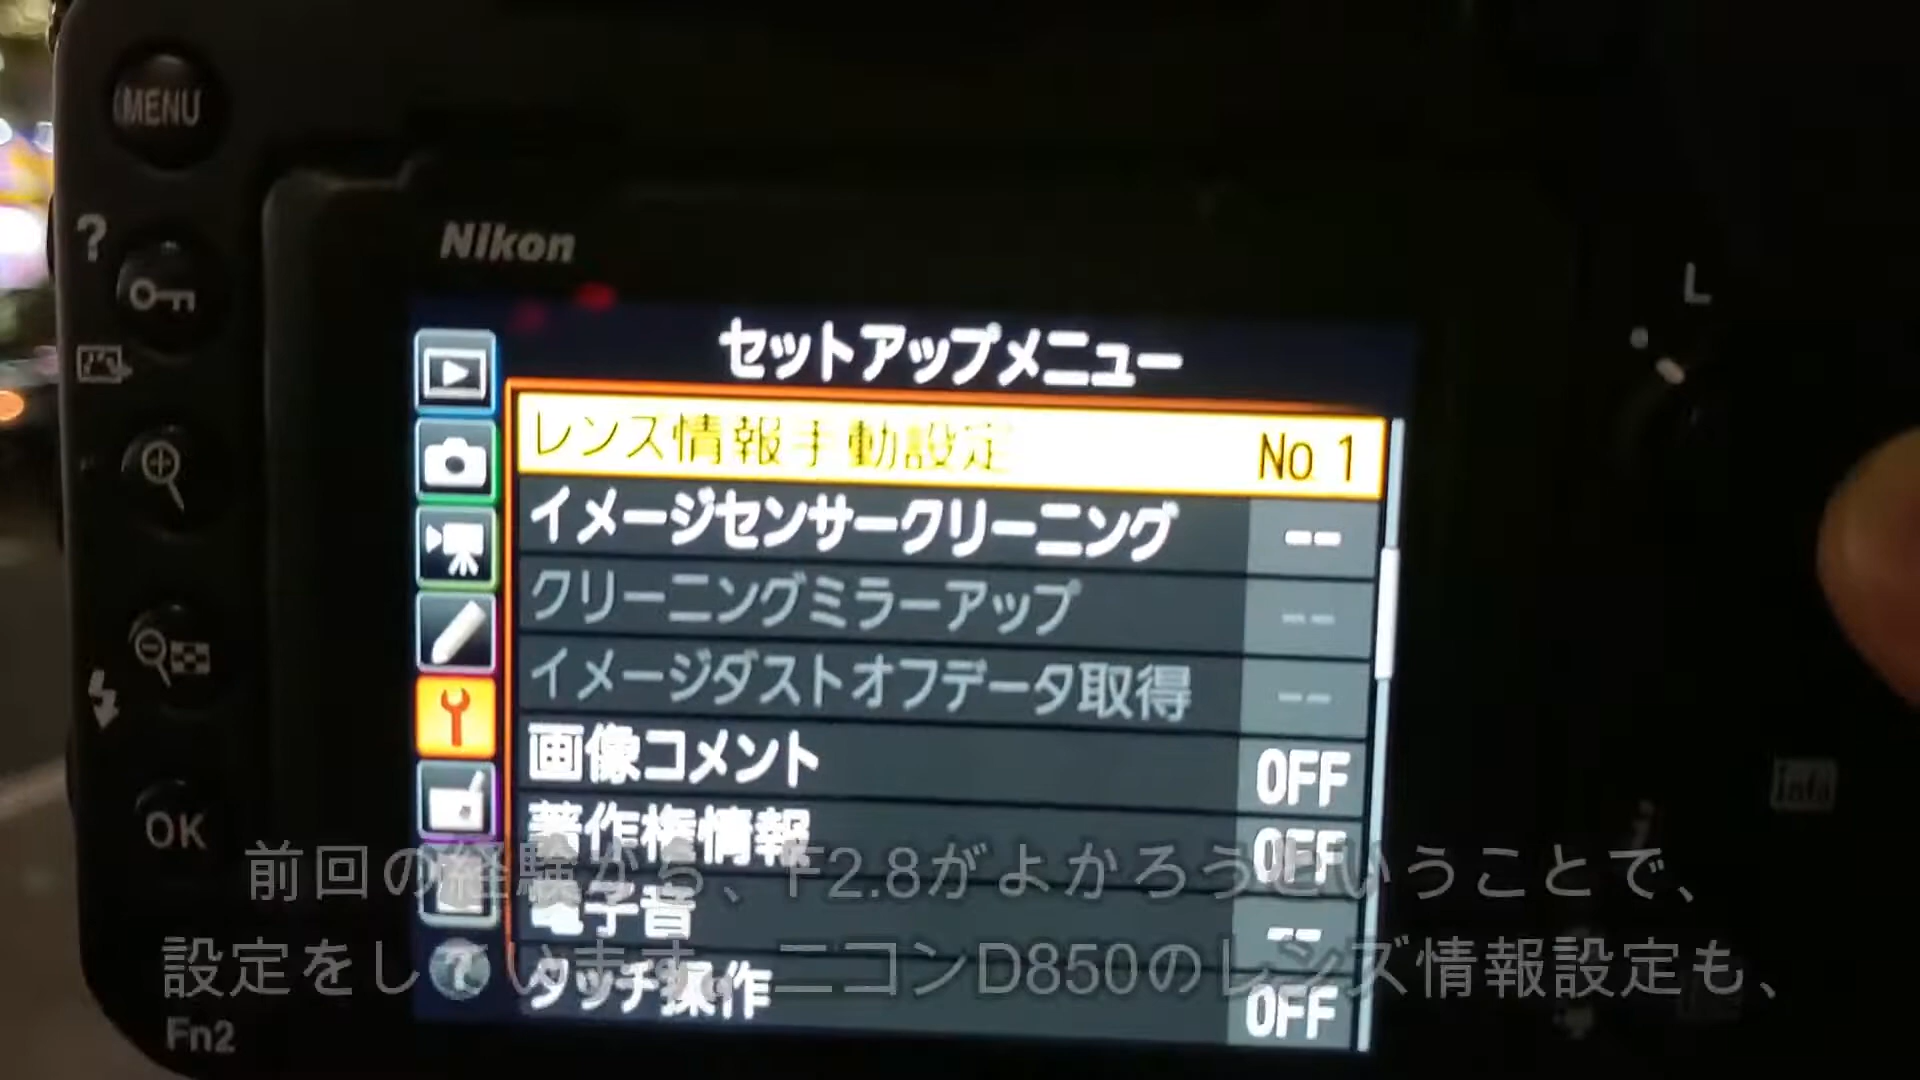 MENU
Nikon
L
セットアップメニュー
レンズ情報手動設定 No 1
イメージセンサークリーニング --
クリーニングミラーアップ --
イメージダストオフデータ取得 --
画像コメント OFF
著作権情報 OFF
電子音 --
タッチ操作 OFF
?
OK
Fn2
i
info
前回の経験から、F2.8がよかろうということで、
設定をしています。ニコンD850のレンズ情報設定も、